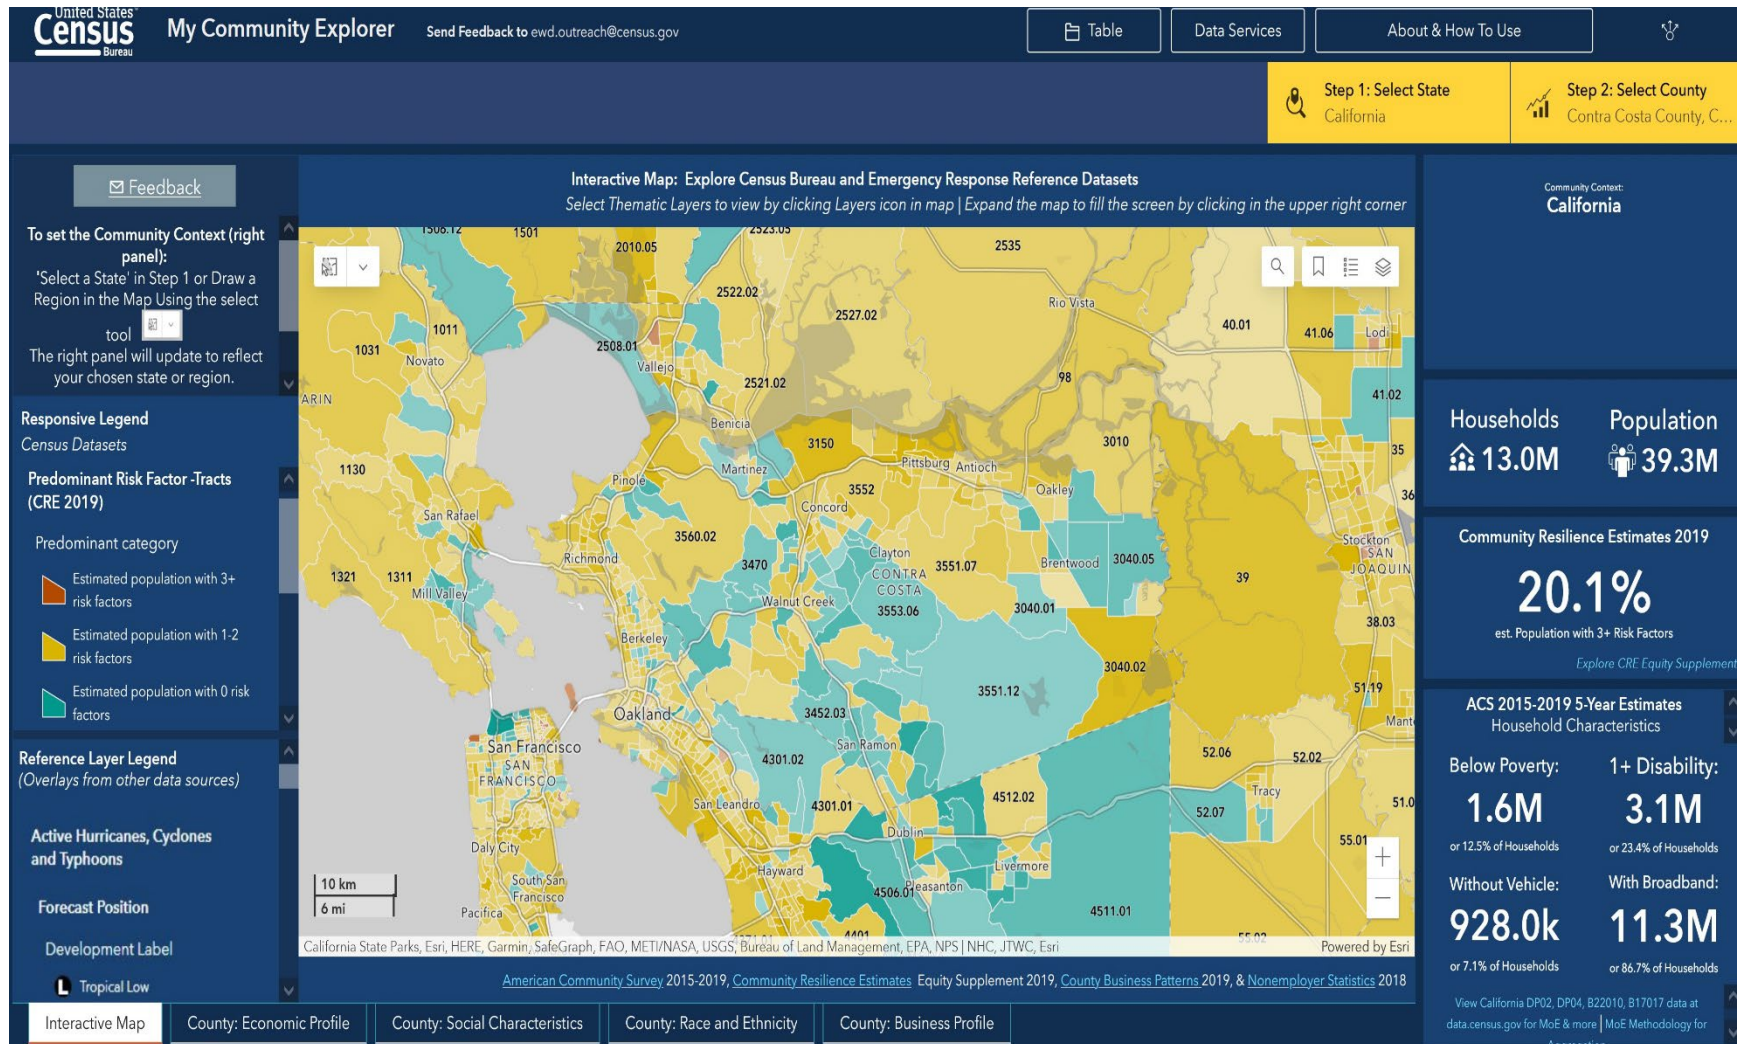 United States
Census
Bureau
My Community Explorer
Send Feedback to ewd.outreach@census.gov
Table
Data Services
About & How To Use
Step 1: Select State
California
Step 2: Select County
Contra Costa County, C...
Feedback
To set the Community Context (right
panel):
'Select a State' in Step 1 or Draw a
Region in the Map Using the select
tool
The right panel will update to reflect
your chosen state or region.
Responsive Legend
Census Datasets
Predominant Risk Factor -Tracts
(CRE 2019)
Predominant category
Estimated population with 3+
risk factors
Estimated population with 1-2
risk factors
Estimated population with 0 risk
factors
Reference Layer Legend
(Overlays from other data sources)
Active Hurricanes, Cyclones
and Typhoons
Forecast Position
Development Label
L Tropical Low
Interactive Map: Explore Census Bureau and Emergency Response Reference Datasets
Select Thematic Layers to view by clicking Layers icon in map | Expand the map to fill the screen by clicking in the upper right corner
1506.12
1501
2010.05
2523.05
2535
2522.02
2527.02
Rio Vista
40.01
41.06
Lodi
1011
1031
Novato
2508.01
Vallejo
2521.02
98
41.02
ARIN
Benicia
3150
3010
35
1130
Martinez
Pittsburg
Antioch
Pinole
3552
Oakley
36
San Rafael
Concord
3560.02
Stockton
SAN
JOAQUIN
Richmond
3470
Clayton
CONTRA
COSTA
3551.07
Brentwood
3040.05
39
1321
1311
Mill Valley
Walnut Creek
3553.06
3040.01
38.03
Berkeley
3040.02
3551.12
51.19
Oakland
3452.03
Mant
San Francisco
SAN
FRANCISCO
San Ramon
4301.02
52.06
52.02
San Leandro
4301.01
4512.02
Tracy
51.0
52.07
Dublin
Daly City
55.01
Hayward
Livermore
South San
Francisco
4506.01
Pleasanton
Pacifica
4511.01
10 km
6 mi
4371.01
4401
55.02
California State Parks, Esri, HERE, Garmin, SafeGraph, FAO, METI/NASA, USGS, Bureau of Land Management, EPA, NPS | NHC, JTWC, Esri
Powered by Esri
American Community Survey 2015-2019, Community Resilience Estimates Equity Supplement 2019, County Business Patterns 2019, & Nonemployer Statistics 2018
Community Context:
California
Households
13.0M
Population
39.3M
Community Resilience Estimates 2019
20.1%
est. Population with 3+ Risk Factors
Explore CRE Equity Supplement
ACS 2015-2019 5-Year Estimates
Household Characteristics
Below Poverty:
1.6M
or 12.5% of Households
1+ Disability:
3.1M
or 23.4% of Households
Without Vehicle:
928.0k
or 7.1% of Households
With Broadband:
11.3M
or 86.7% of Households
View California DP02, DP04, B22010, B17017 data at
data.census.gov for MoE & more | MoE Methodology for
Interactive Map
County: Economic Profile
County: Social Characteristics
County: Race and Ethnicity
County: Business Profile